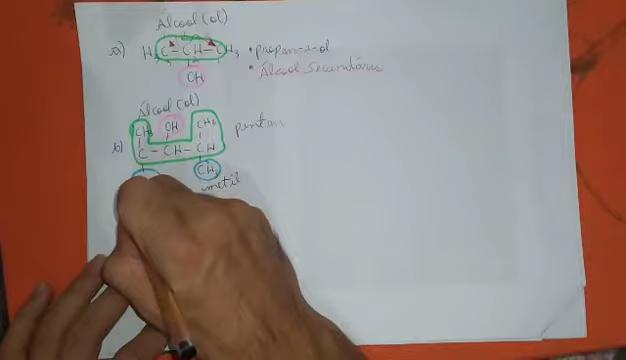 Álcool (ol)
a) H₃C-CH-CH₃ • propan-2-ol
OH • Álcool Secundário
Álcool (ol)
CH₃ OH CH₃ pentan
b) C - CH - CH
CH₃
metil